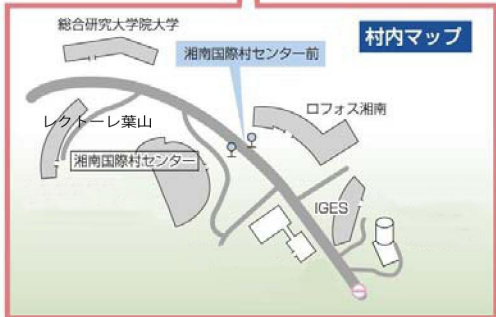 総合研究大学院大学
村内マップ
湘南国際村センター前
レクトーレ葉山
ロフォス湘南
湘南国際村センター
IGES